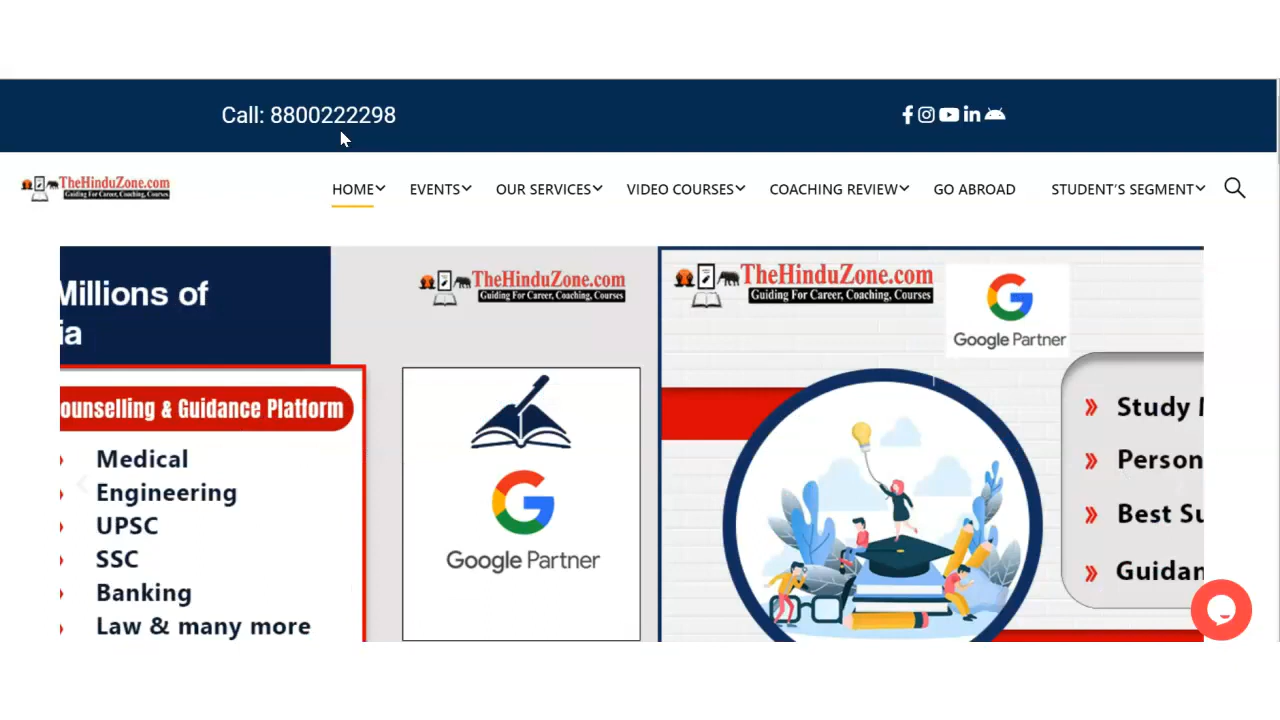 Call: 8800222298
TheHinduZone.com
Guiding For Career, Coaching, Courses
HOME EVENTS OUR SERVICES VIDEO COURSES COACHING REVIEW GO ABROAD STUDENT'S SEGMENT
Millions of
ounselling & Guidance Platform
Medical
Engineering
UPSC
SSC
Banking
Law & many more
TheHinduZone.com
Guiding For Career, Coaching, Courses
Google Partner
TheHinduZone.com
Guiding For Career, Coaching, Courses
Google Partner
Study
Person
Best Su
Guidan